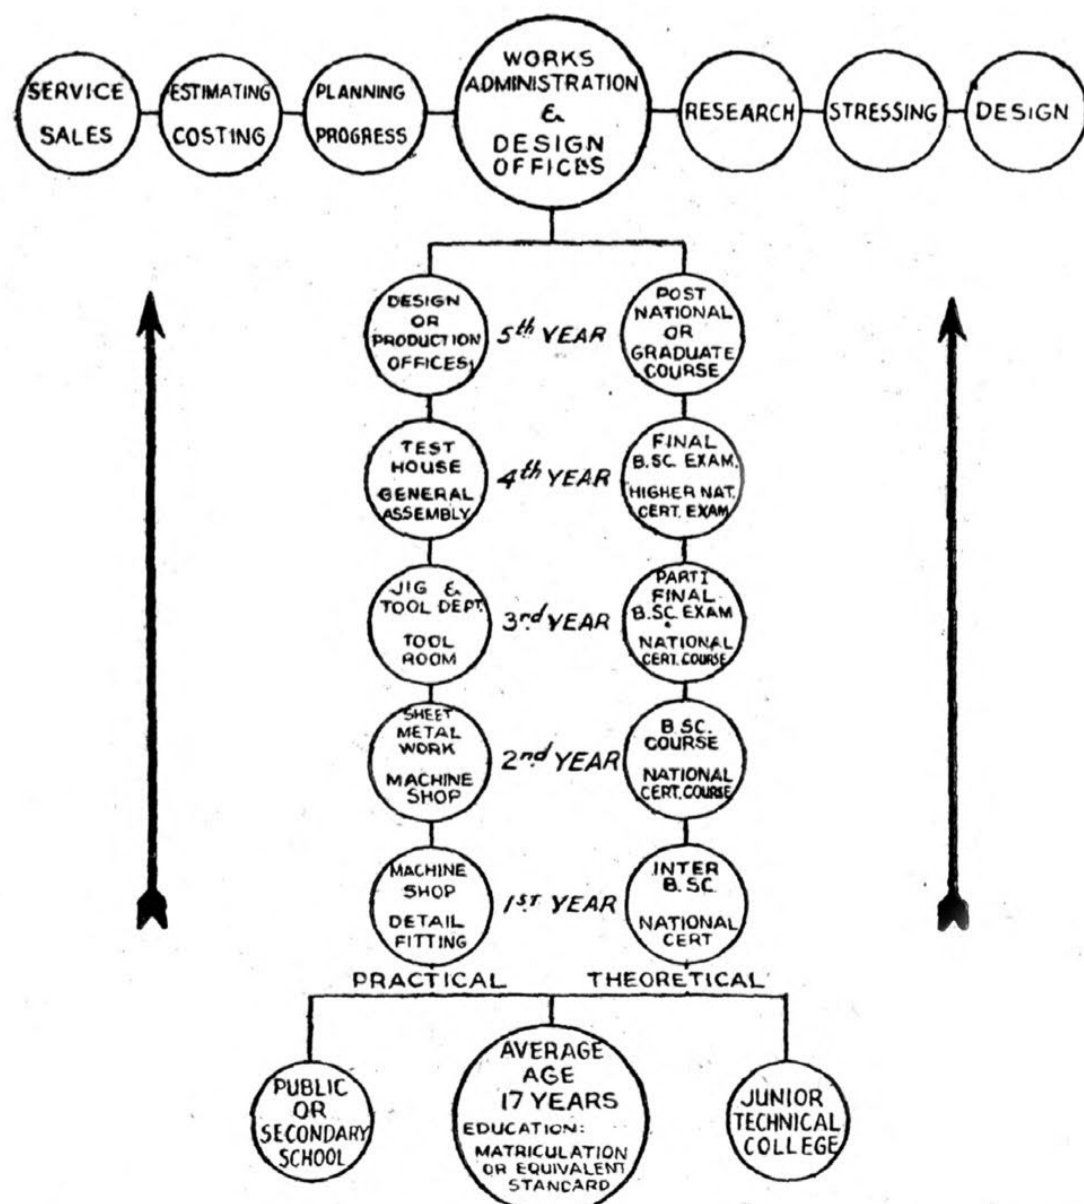 SERVICE
SALES
ESTIMATING
COSTING
PLANNING
PROGRESS
WORKS
ADMINISTRATION
&
DESIGN
OFFICES
RESEARCH
STRESSING
DESIGN
DESIGN
OR
PRODUCTION
OFFICES
5th YEAR
POST
NATIONAL
OR
GRADUATE
COURSE
TEST
HOUSE
GENERAL
ASSEMBLY
4th YEAR
FINAL
B.SC. EXAM.
HIGHER NAT.
CERT. EXAM
JIG &
TOOL DEPT.
TOOL
ROOM
3rd YEAR
PART I
FINAL
B.SC. EXAM
NATIONAL
CERT. COURSE
SHEET
METAL
WORK
MACHINE
SHOP
2nd YEAR
B.SC.
COURSE
NATIONAL
CERT. COURSE
MACHINE
SHOP
DETAIL
FITTING
1ST YEAR
INTER
B.SC.
NATIONAL
CERT
PRACTICAL
THEORETICAL
PUBLIC
OR
SECONDARY
SCHOOL
AVERAGE
AGE
17 YEARS
EDUCATION:
MATRICULATION
OR EQUIVALENT
STANDARD
JUNIOR
TECHNICAL
COLLEGE